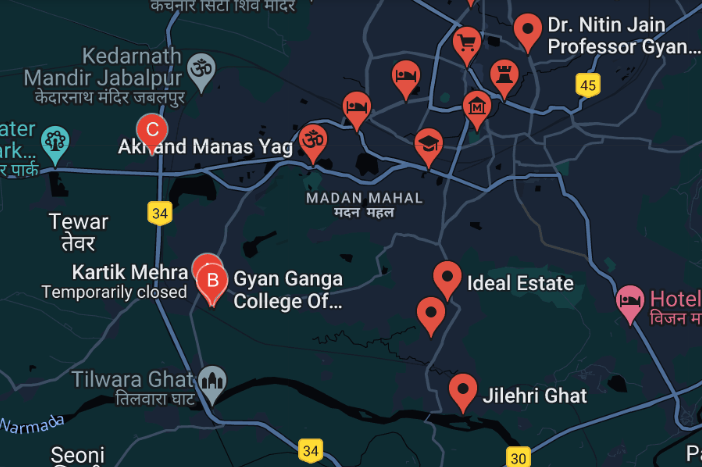 कचनार सिटी शिव मंदिर
Dr. Nitin Jain
Professor Gyan...
Kedarnath
Mandir Jabalpur
केदारनाथ मंदिर जबलपुर
45
M
ater
ark...
र पार्क
C
Akhand Manas Yag
MADAN MAHAL
मदन महल
Tewar
तेवर
34
Kartik Mehra
Temporarily closed
B
Gyan Ganga
College Of...
Ideal Estate
Hotel
विजन म
Tilwara Ghat
तिलवारा घाट
Jilehri Ghat
Narmada
Seoni
34
30
Pa